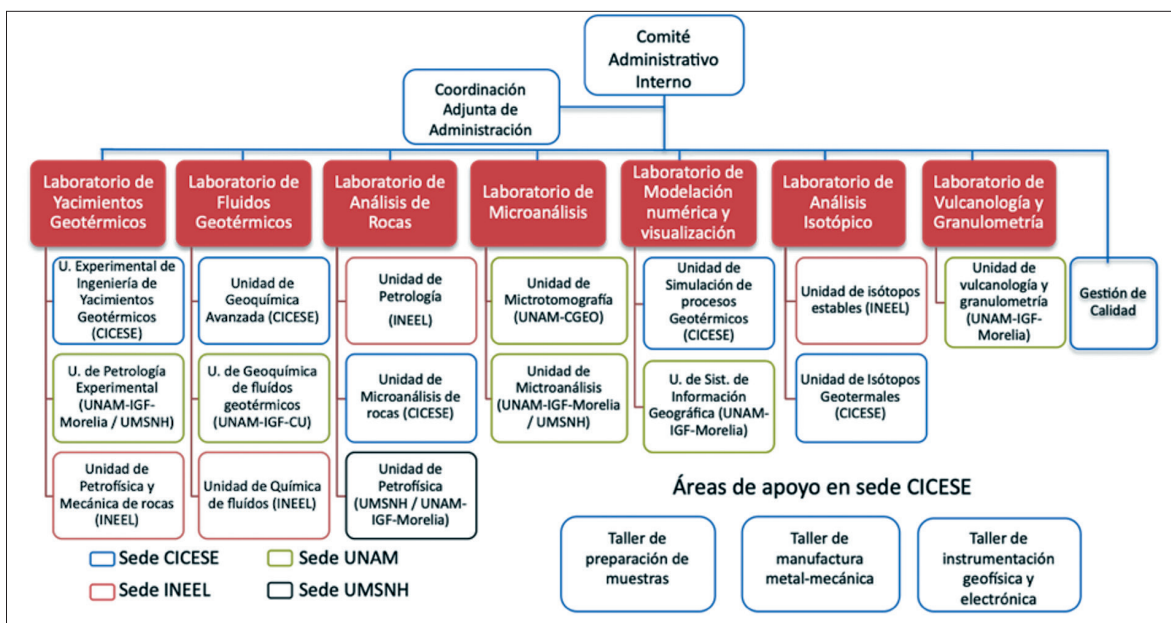 Comité
Administrativo
Interno
Coordinación
Adjunta de
Administración
Laboratorio de
Yacimientos
Geotérmicos
Laboratorio de
Fluidos
Geotérmicos
Laboratorio de
Análisis de
Rocas
Laboratorio de
Microanálisis
Laboratorio de
Modelación
numérica y
visualización
Laboratorio de
Análisis
Isotópico
Laboratorio de
Vulcanología y
Granulometría
U. Experimental de
Ingeniería de
Yacimientos
Geotérmicos
(CICESE)
Unidad de
Geoquímica
Avanzada (CICESE)
Unidad de
Petrología
(INEEL)
Unidad de
Mictrotomografía
(UNAM-CGEO)
Unidad de
Simulación de
procesos
Geotérmicos
(CICESE)
Unidad de isótopos
estables (INEEL)
Unidad de
vulcanología y
granulometría
(UNAM-IGF-
Morelia)
Gestión de
Calidad
U. de Petrología
Experimental
(UNAM-IGF-
Morelia / UMSNH)
U. de Geoquímica
de fluídos
geotérmicos
(UNAM-IGF-CU)
Unidad de
Microanálisis de
rocas (CICESE)
Unidad de
Mictroanálisis
(UNAM-IGF-Morelia
/ UMSNH)
U. de Sist. de
Información
Geográfica (UNAM-
IGF-Morelia)
Unidad de Isótopos
Geotermales
(CICESE)
Unidad de
Petrofísica y
Mecánica de rocas
(INEEL)
Unidad de Química
de fluídos (INEEL)
Unidad de
Petrofísica
(UMSNH / UNAM-
IGF-Morelia)
Áreas de apoyo en sede CICESE
Taller de
preparación de
muestras
Taller de
manufactura
metal-mecánica
Taller de
instrumentación
geofísica y
electrónica
Sede CICESE
Sede UNAM
Sede INEEL
Sede UMSNH